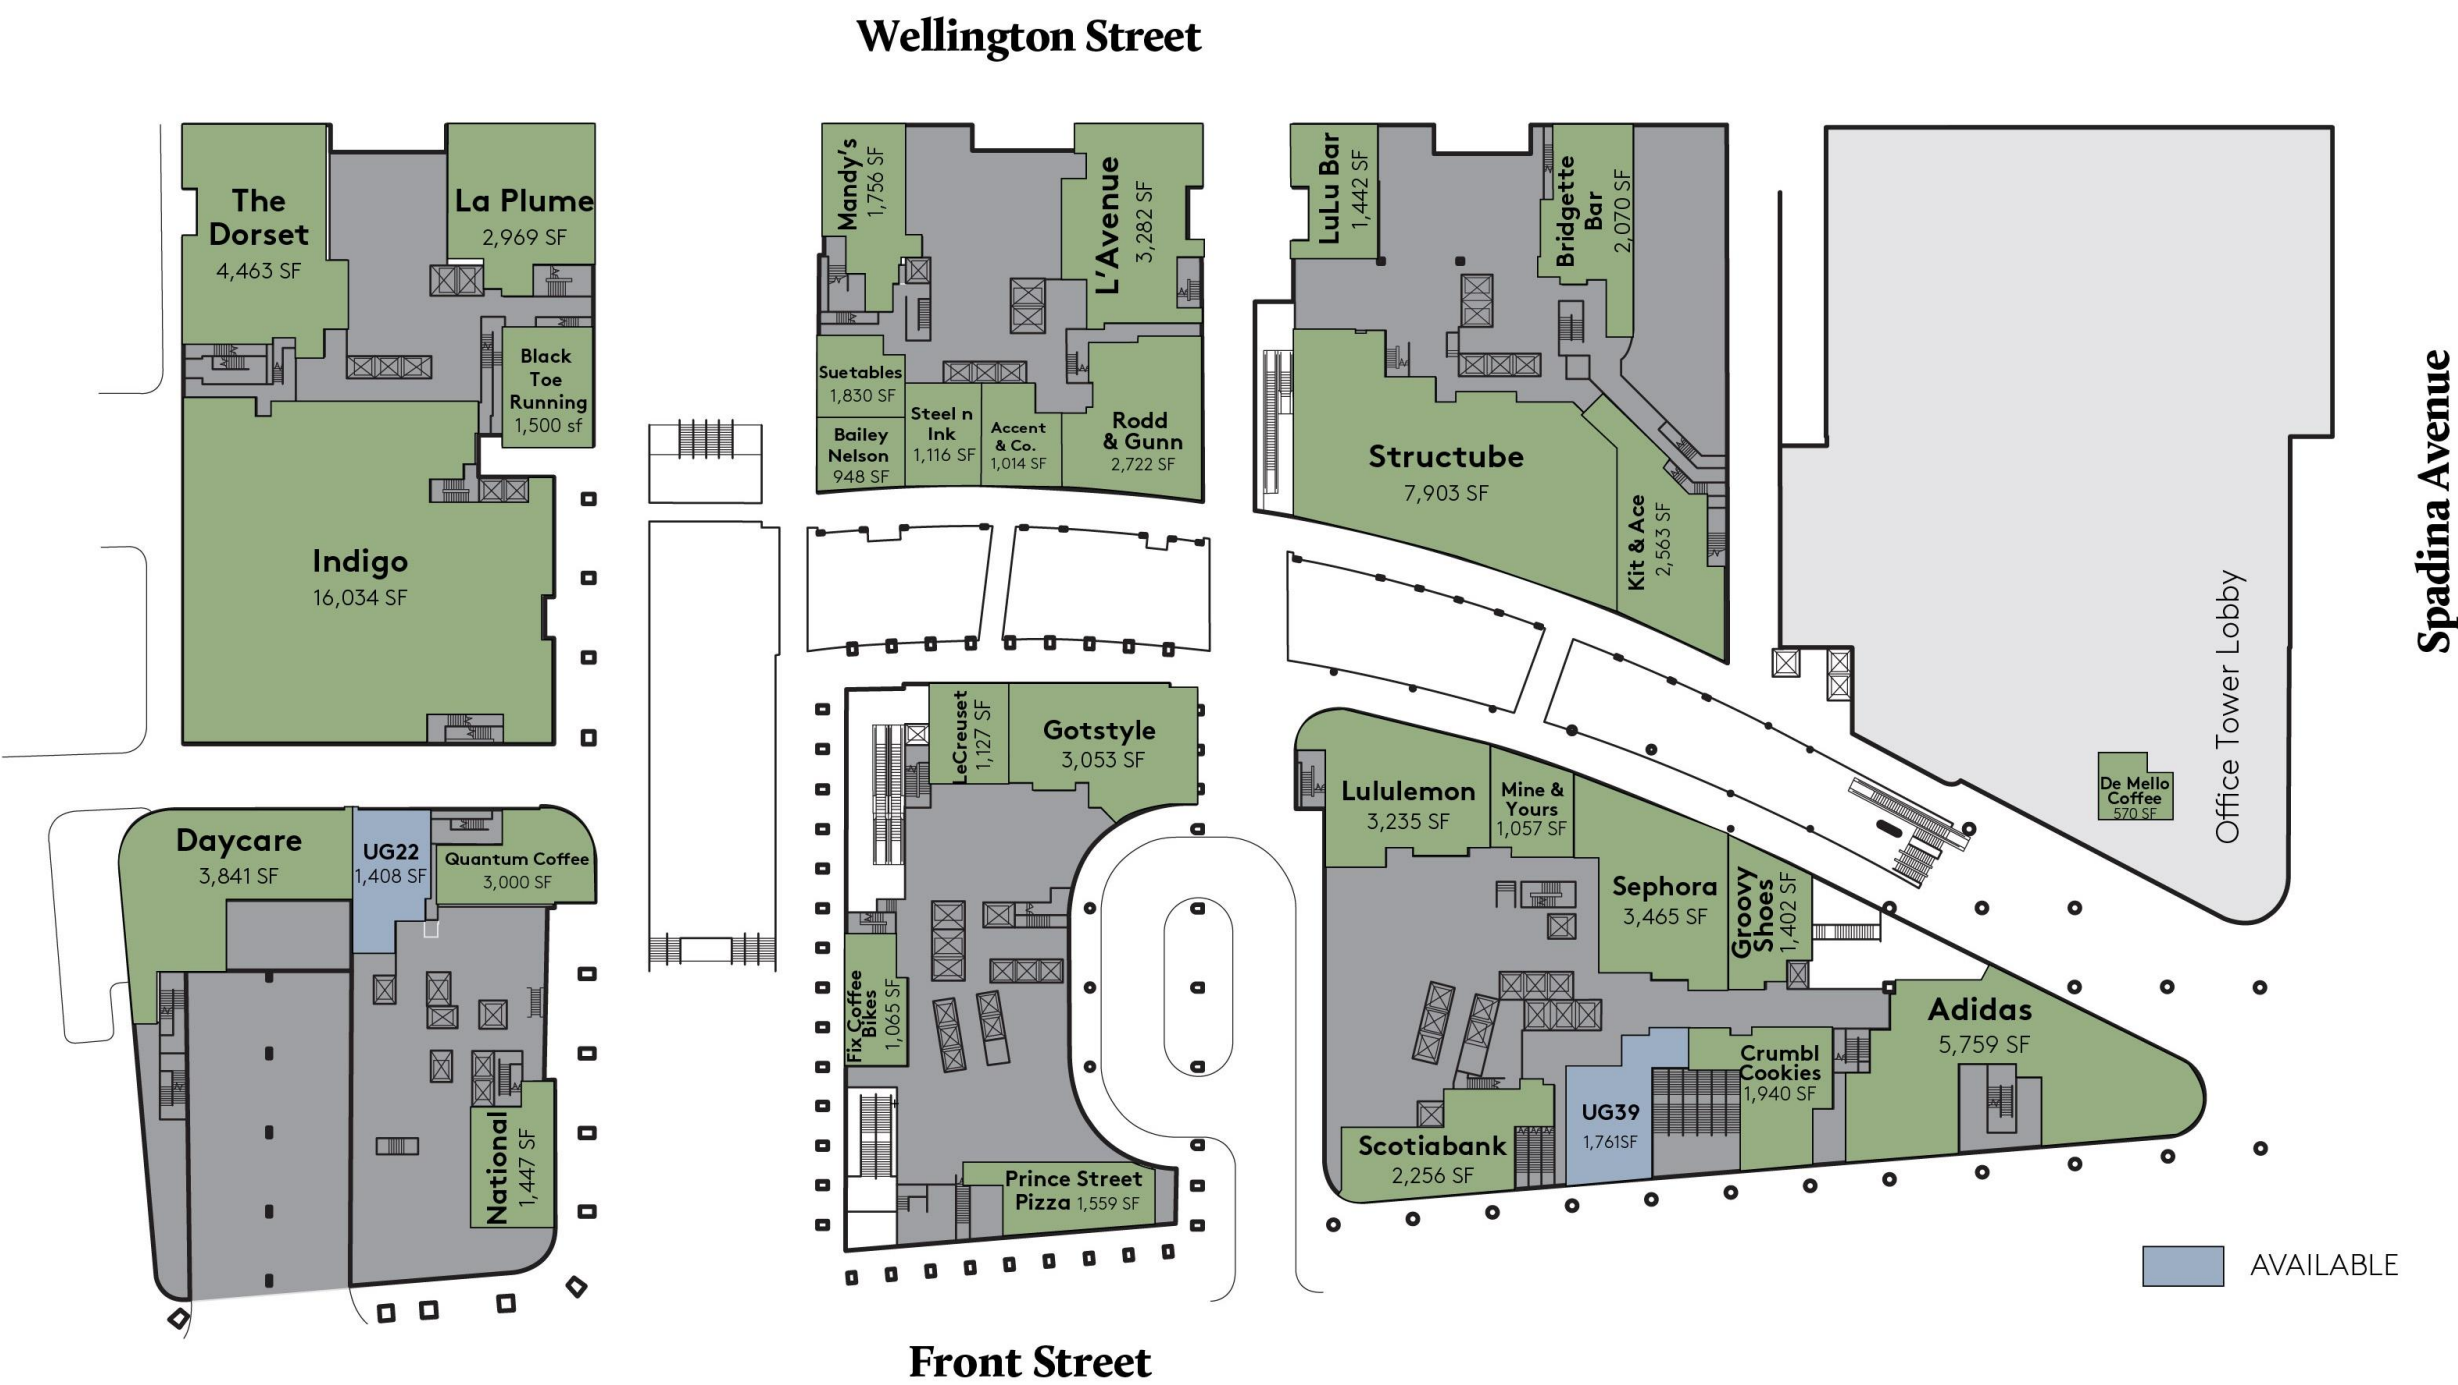 Wellington Street
The
Dorset
4,463 SF
La Plume
2,969 SF
Black
Toe
Running
1,500 sf
Indigo
16,034 SF
Mandy's
1,756 SF
L'Avenue
3,282 SF
Suetables
1,830 SF
Bailey
Nelson
948 SF
Steel n
Ink
1,116 SF
Accent
& Co.
1,014 SF
Rodd
& Gunn
2,722 SF
LuLu Bar
1,442 SF
Bridgette
Bar
2,070 SF
Structube
7,903 SF
Kit & Ace
2,563 SF
Spadina Avenue
Office Tower Lobby
De Mello
Coffee
570 SF
Daycare
3,841 SF
UG22
1,408 SF
Quantum Coffee
3,000 SF
National
1,447 SF
LeCreuset
1,127 SF
Gotstyle
3,053 SF
Fix Coffee
Bikes
1,065 SF
Prince Street
Pizza 1,559 SF
Lululemon
3,235 SF
Mine &
Yours
1,057 SF
Sephora
3,465 SF
Groovy
Shoes
1,402 SF
Adidas
5,759 SF
Crumbl
Cookies
1,940 SF
UG39
1,761SF
Scotiabank
2,256 SF
AVAILABLE
Front Street